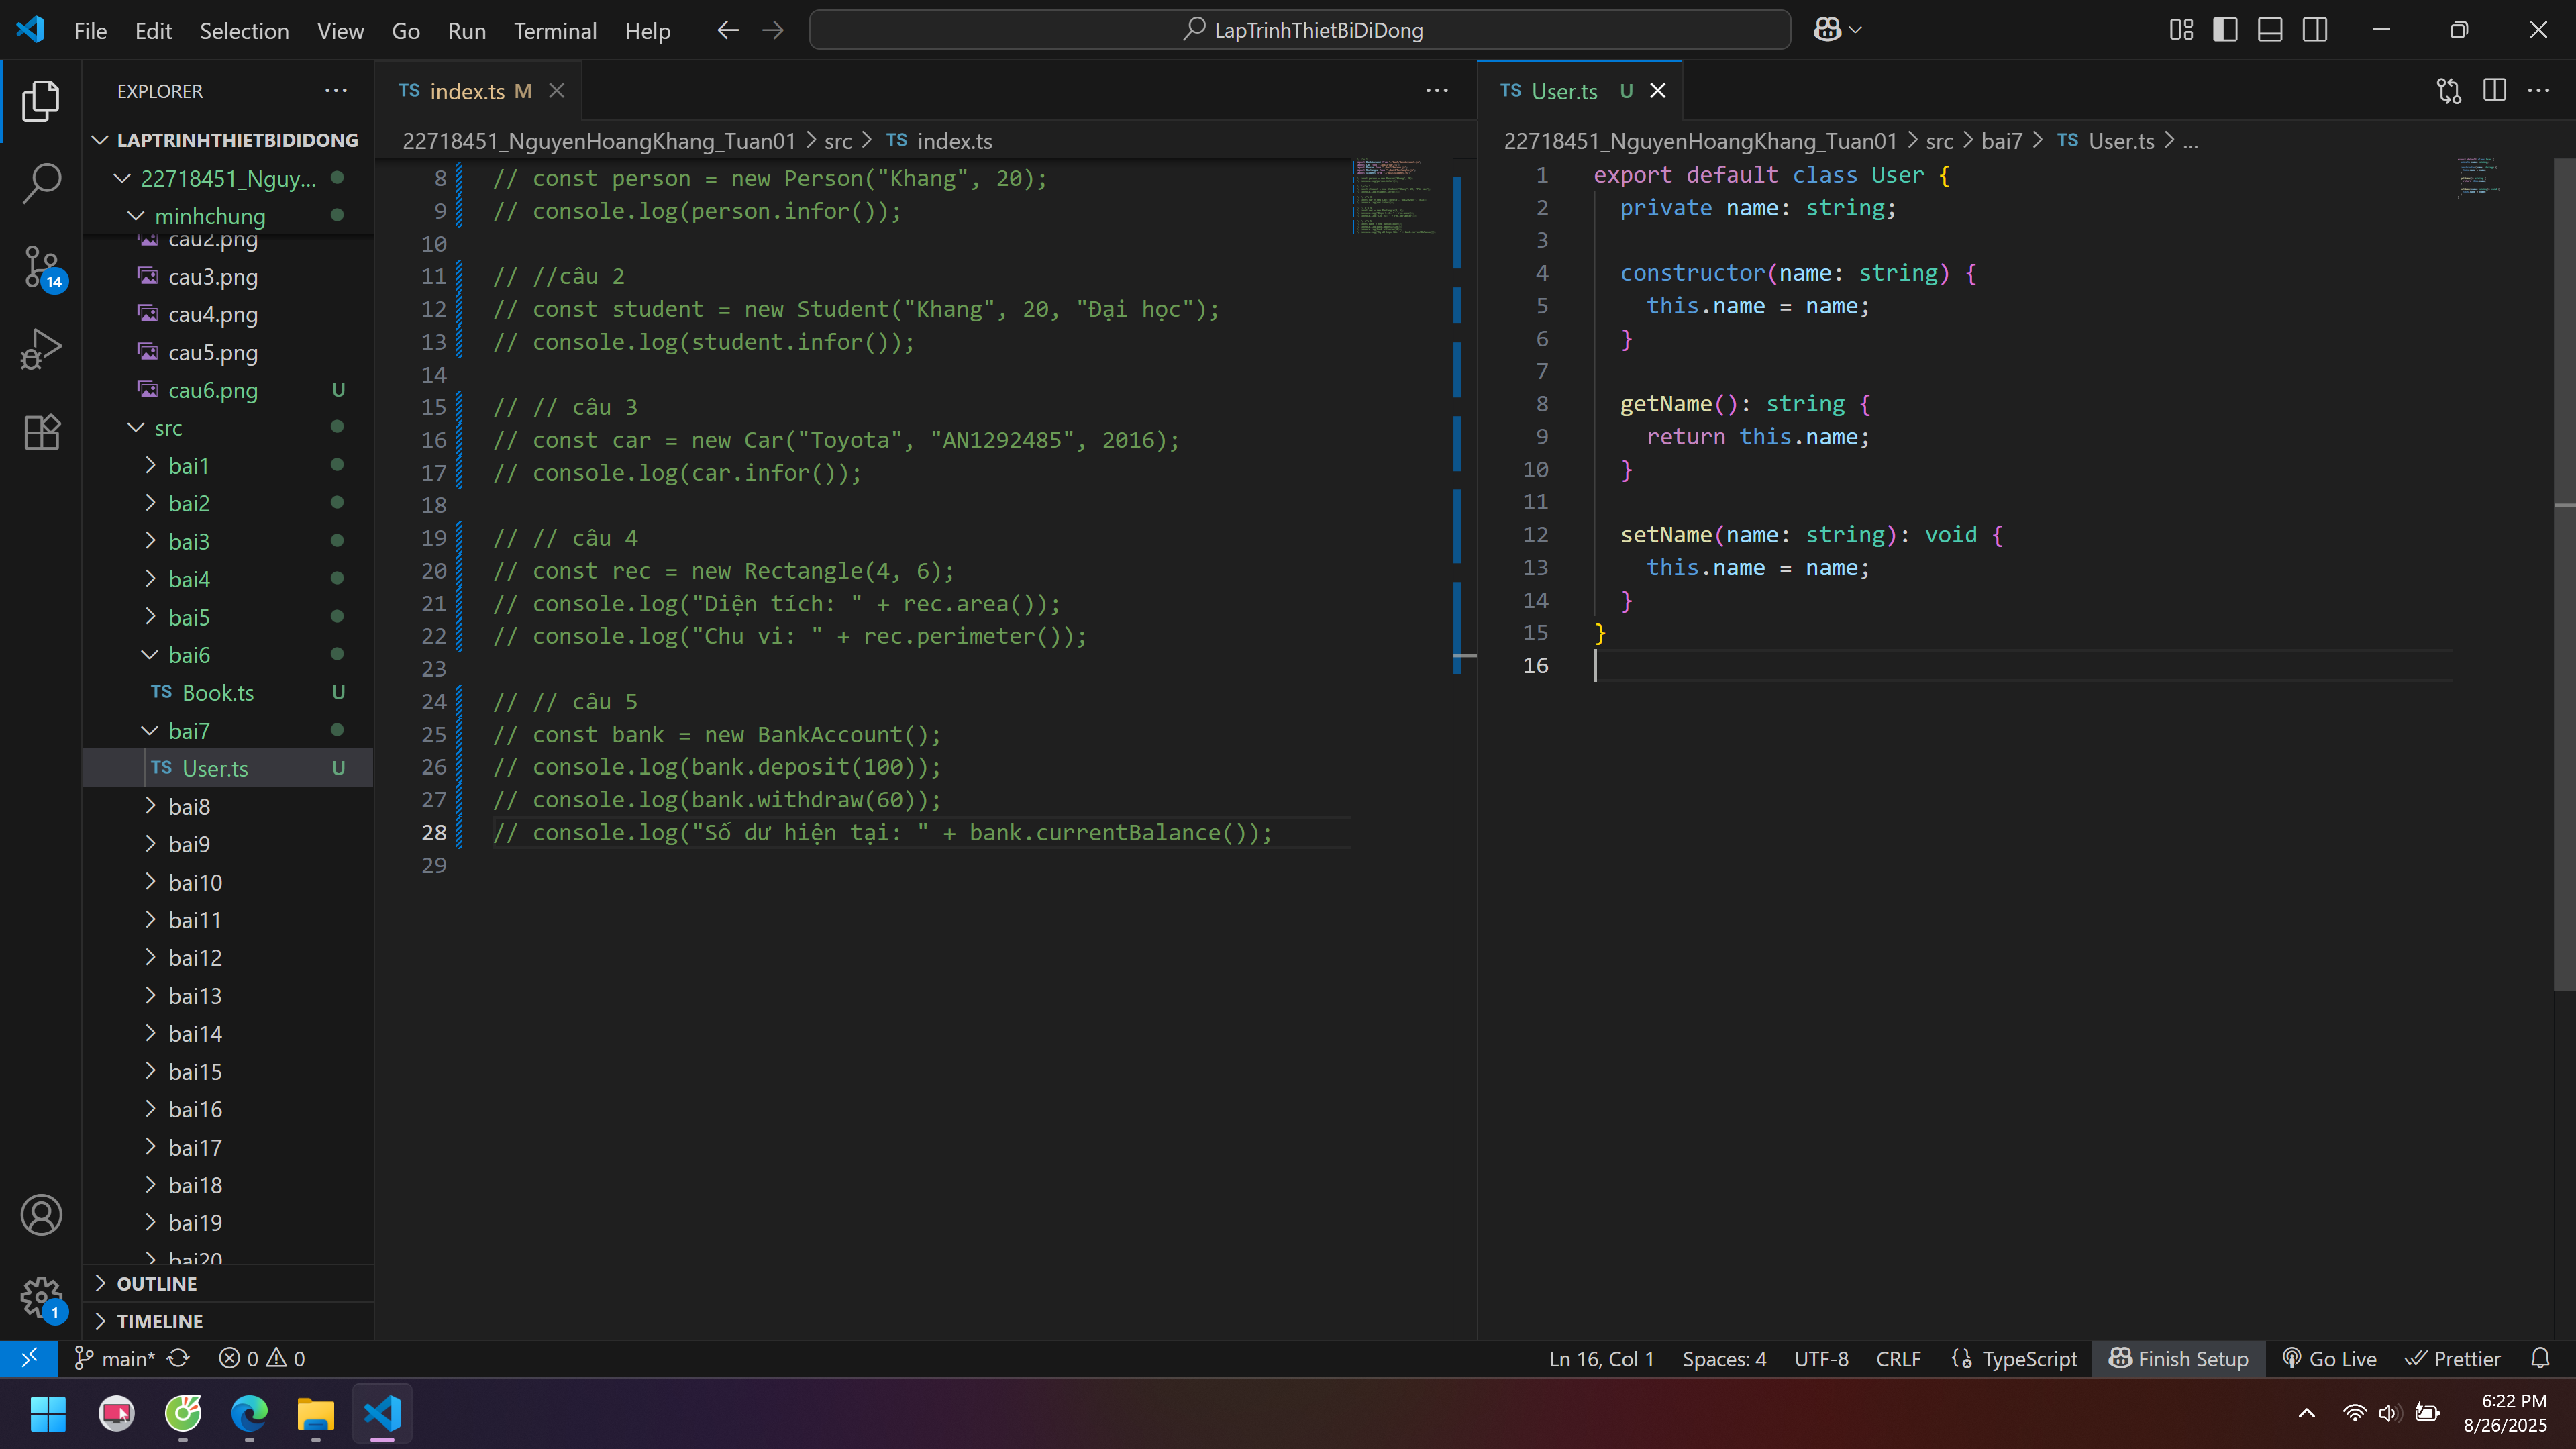 File Edit Selection View Go Run Terminal Help LapTrinhThietBiDiDong
EXPLORER
LAPTRINHTHIETBIDIDONG
22718451_Nguy...
minhchung
cau2.png
cau3.png
cau4.png
cau5.png
cau6.png U
src
bai1
bai2
bai3
bai4
bai5
bai6
TS Book.ts U
bai7
TS User.ts U
bai8
bai9
bai10
bai11
bai12
bai13
bai14
bai15
bai16
bai17
bai18
bai19
bai20
OUTLINE
TIMELINE
14
1
TS index.ts M
22718451_NguyenHoangKhang_Tuan01 > src > TS index.ts
8 // const person = new Person("Khang", 20);
9 // console.log(person.infor());
10
11 // //câu 2
12 // const student = new Student("Khang", 20, "Đại học");
13 // console.log(student.infor());
14
15 // // câu 3
16 // const car = new Car("Toyota", "AN1292485", 2016);
17 // console.log(car.infor());
18
19 // // câu 4
20 // const rec = new Rectangle(4, 6);
21 // console.log("Diện tích: " + rec.area());
22 // console.log("Chu vi: " + rec.perimeter());
23
24 // // câu 5
25 // const bank = new BankAccount();
26 // console.log(bank.deposit(100));
27 // console.log(bank.withdraw(60));
28 // console.log("Số dư hiện tại: " + bank.currentBalance());
29
TS User.ts U
22718451_NguyenHoangKhang_Tuan01 > src > bai7 > TS User.ts > ...
1 export default class User {
2 private name: string;
3
4 constructor(name: string) {
5 this.name = name;
6 }
7
8 getName(): string {
9 return this.name;
10 }
11
12 setName(name: string): void {
13 this.name = name;
14 }
15 }
16
main* 0 0 Ln 16, Col 1 Spaces: 4 UTF-8 CRLF TypeScript Finish Setup Go Live Prettier
6:22 PM
8/26/2025